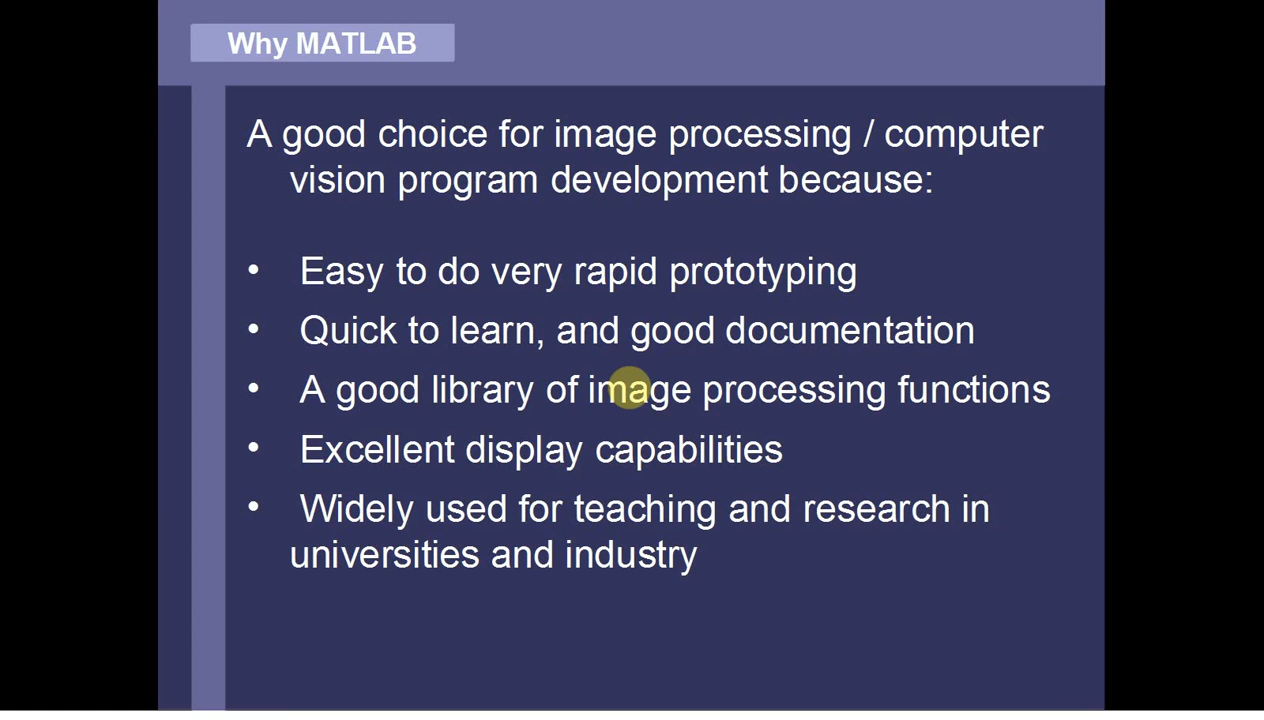 Why MATLAB
A good choice for image processing / computer
vision program development because:
• Easy to do very rapid prototyping
• Quick to learn, and good documentation
• A good library of image processing functions
• Excellent display capabilities
• Widely used for teaching and research in
universities and industry